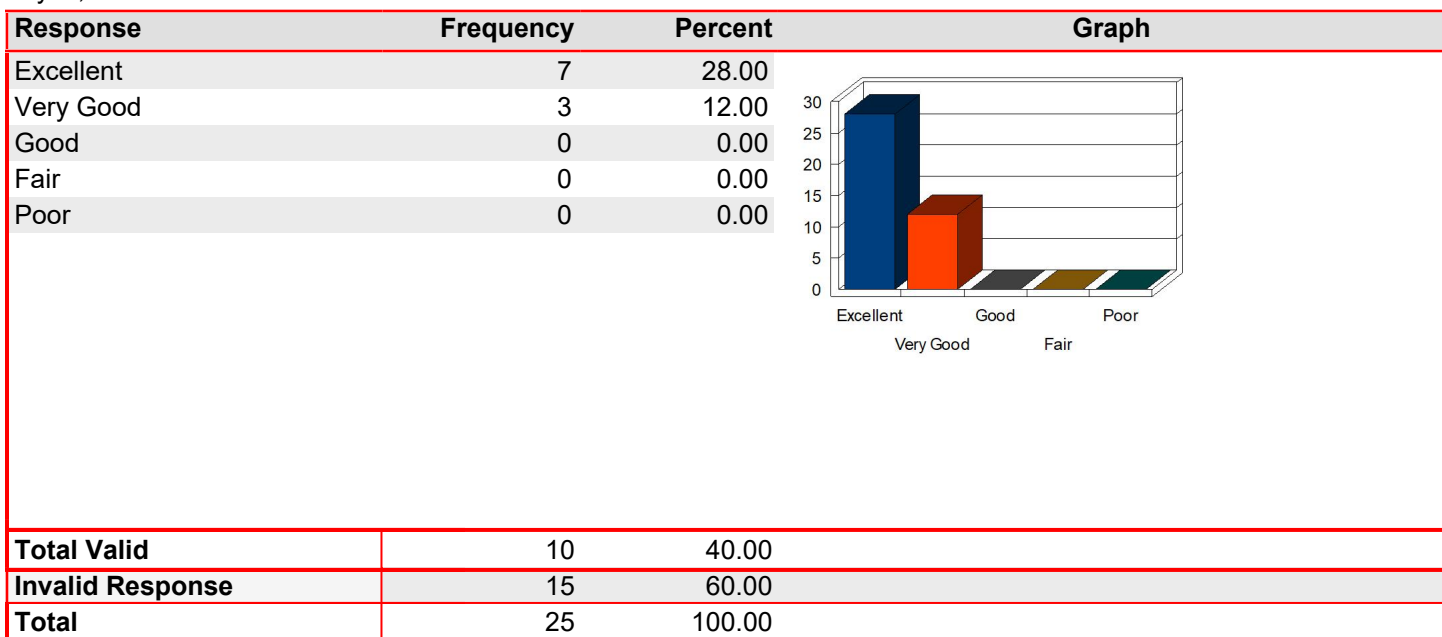 Response Frequency Percent Graph
Excellent 7 28.00
Very Good 3 12.00
Good 0 0.00
Fair 0 0.00
Poor 0 0.00
30
25
20
15
10
5
0
Excellent Good Poor
Very Good Fair
Total Valid 10 40.00
Invalid Response 15 60.00
Total 25 100.00